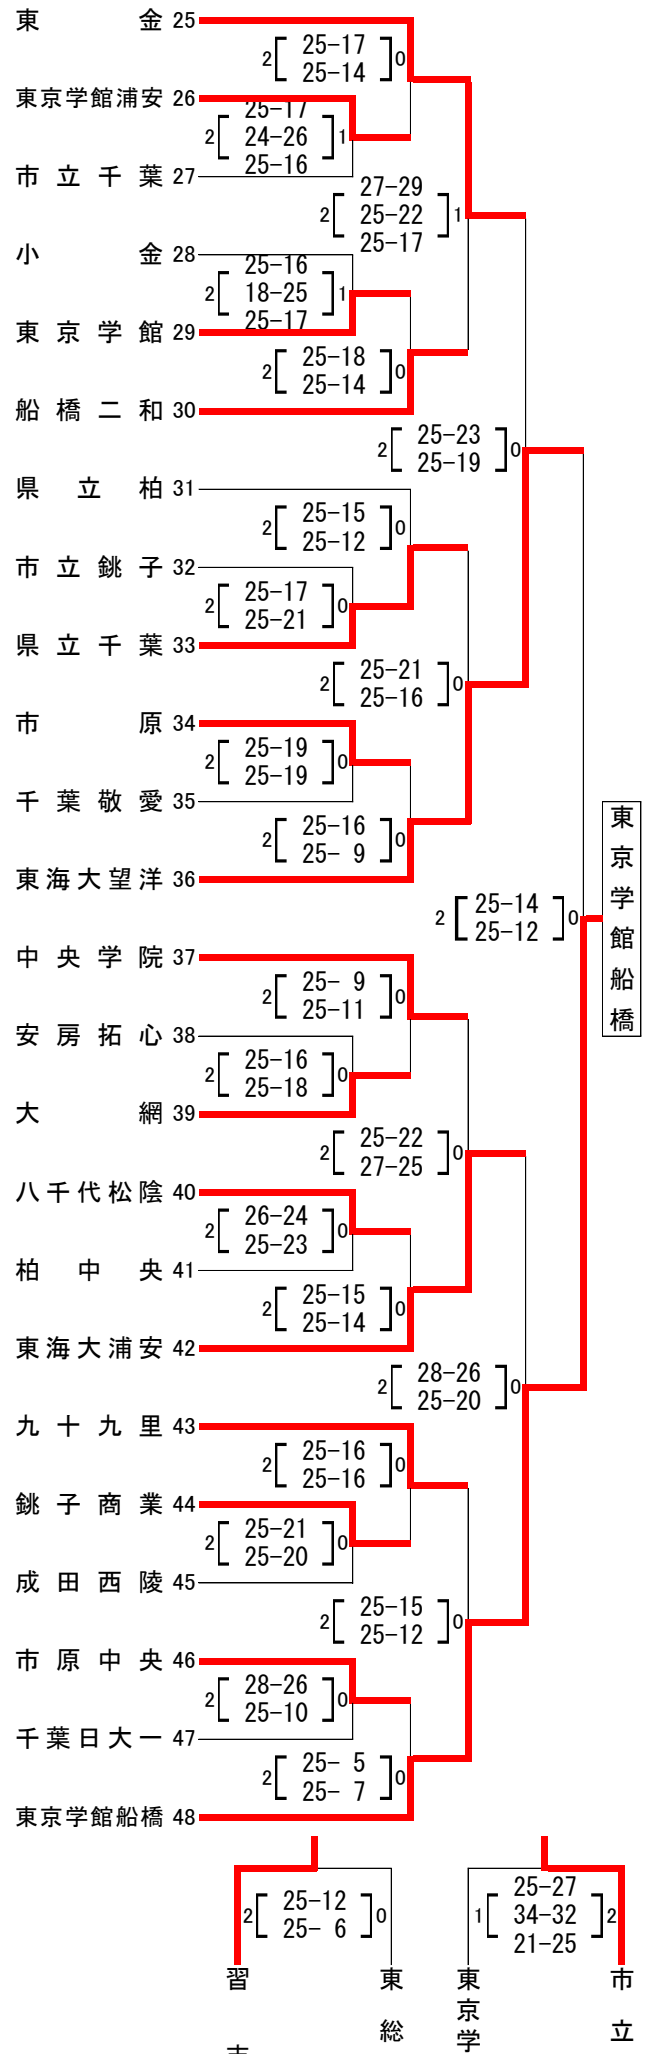 東金 25
2 25-17 0
25-14
東京学館浦安 26
25-17
2 24-26 1
25-16
市立千葉 27
27-29
2 25-22 1
25-17
小金 28
25-16
2 18-25 1
25-17
東京学館 29
2 25-18 0
25-14
船橋二和 30
2 25-23 0
25-19
県立柏 31
2 25-15 0
25-12
市立銚子 32
2 25-17 0
25-21
県立千葉 33
2 25-21 0
25-16
市原 34
2 25-19 0
25-19
千葉敬愛 35
2 25-16 0
25- 9
東海大望洋 36
東京学館船橋
2 25-14 0
25-12
中央学院 37
2 25- 9 0
25-11
安房拓心 38
2 25-16 0
25-18
大網 39
2 25-22 0
27-25
八千代松陰 40
2 26-24 0
25-23
柏中央 41
2 25-15 0
25-14
東海大浦安 42
2 28-26 0
25-20
九十九里 43
2 25-16 0
25-16
銚子商業 44
2 25-21 0
25-20
成田西陵 45
2 25-15 0
25-12
市原中央 46
2 28-26 0
25-10
千葉日大一 47
2 25- 5 0
25- 7
東京学館船橋 48
2 25-12 0
25- 6
25-27
1 34-32 2
21-25
習
東総
東京学
市立